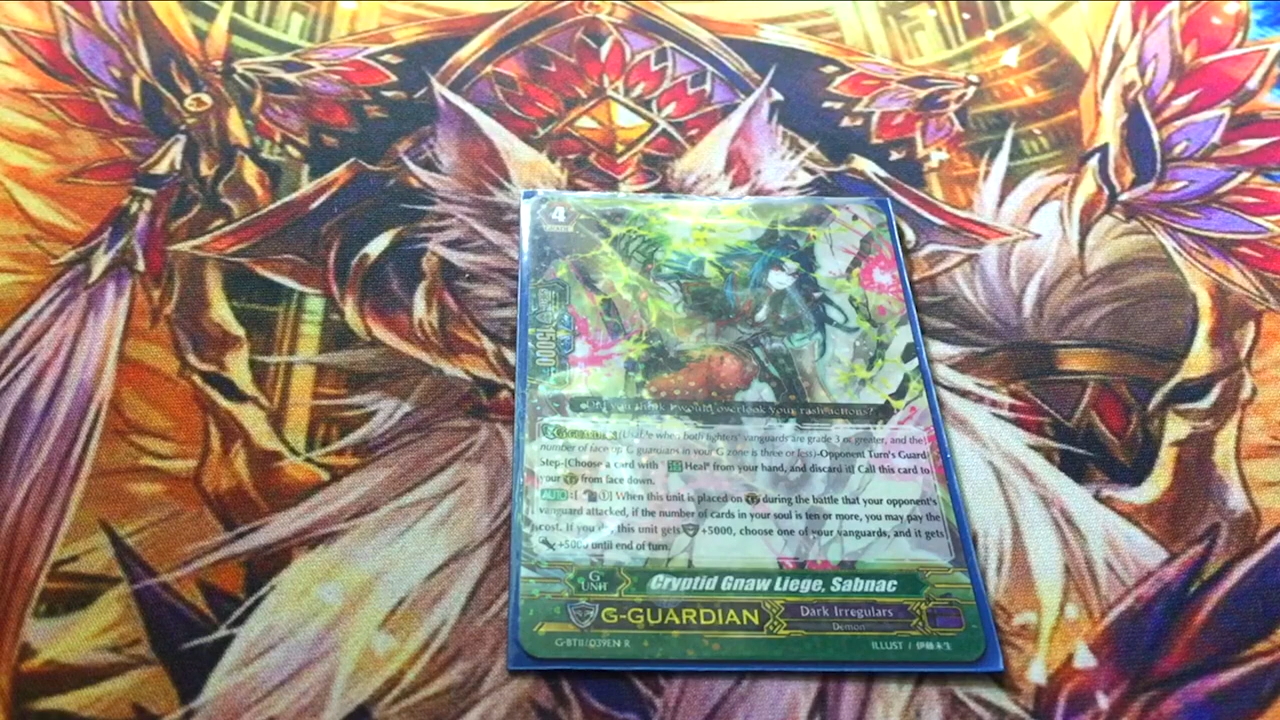 4
GRADE
15000
Did you think I would overlook your rash actions?
(Usable when both fighters' vanguards are grade 3 or greater, and the
number of face up G guardians in your G zone is three or less)-Opponent Turn's Guard
Step-[Choose a card with "Heal" from your hand, and discard it] Call this card to
your from face down.
AUTO:[ ①] When this unit is placed on during the battle that your opponent's
vanguard attacked, if the number of cards in your soul is ten or more, you may pay the
cost. If you do, this unit gets +5000, choose one of your vanguards, and it gets
+5000 until end of turn.
G UNIT
Cryptid Gnaw Liege, Sabnac
G-GUARDIAN
Dark Irregulars
Demon
G-BT11/039EN R
ILLUST /